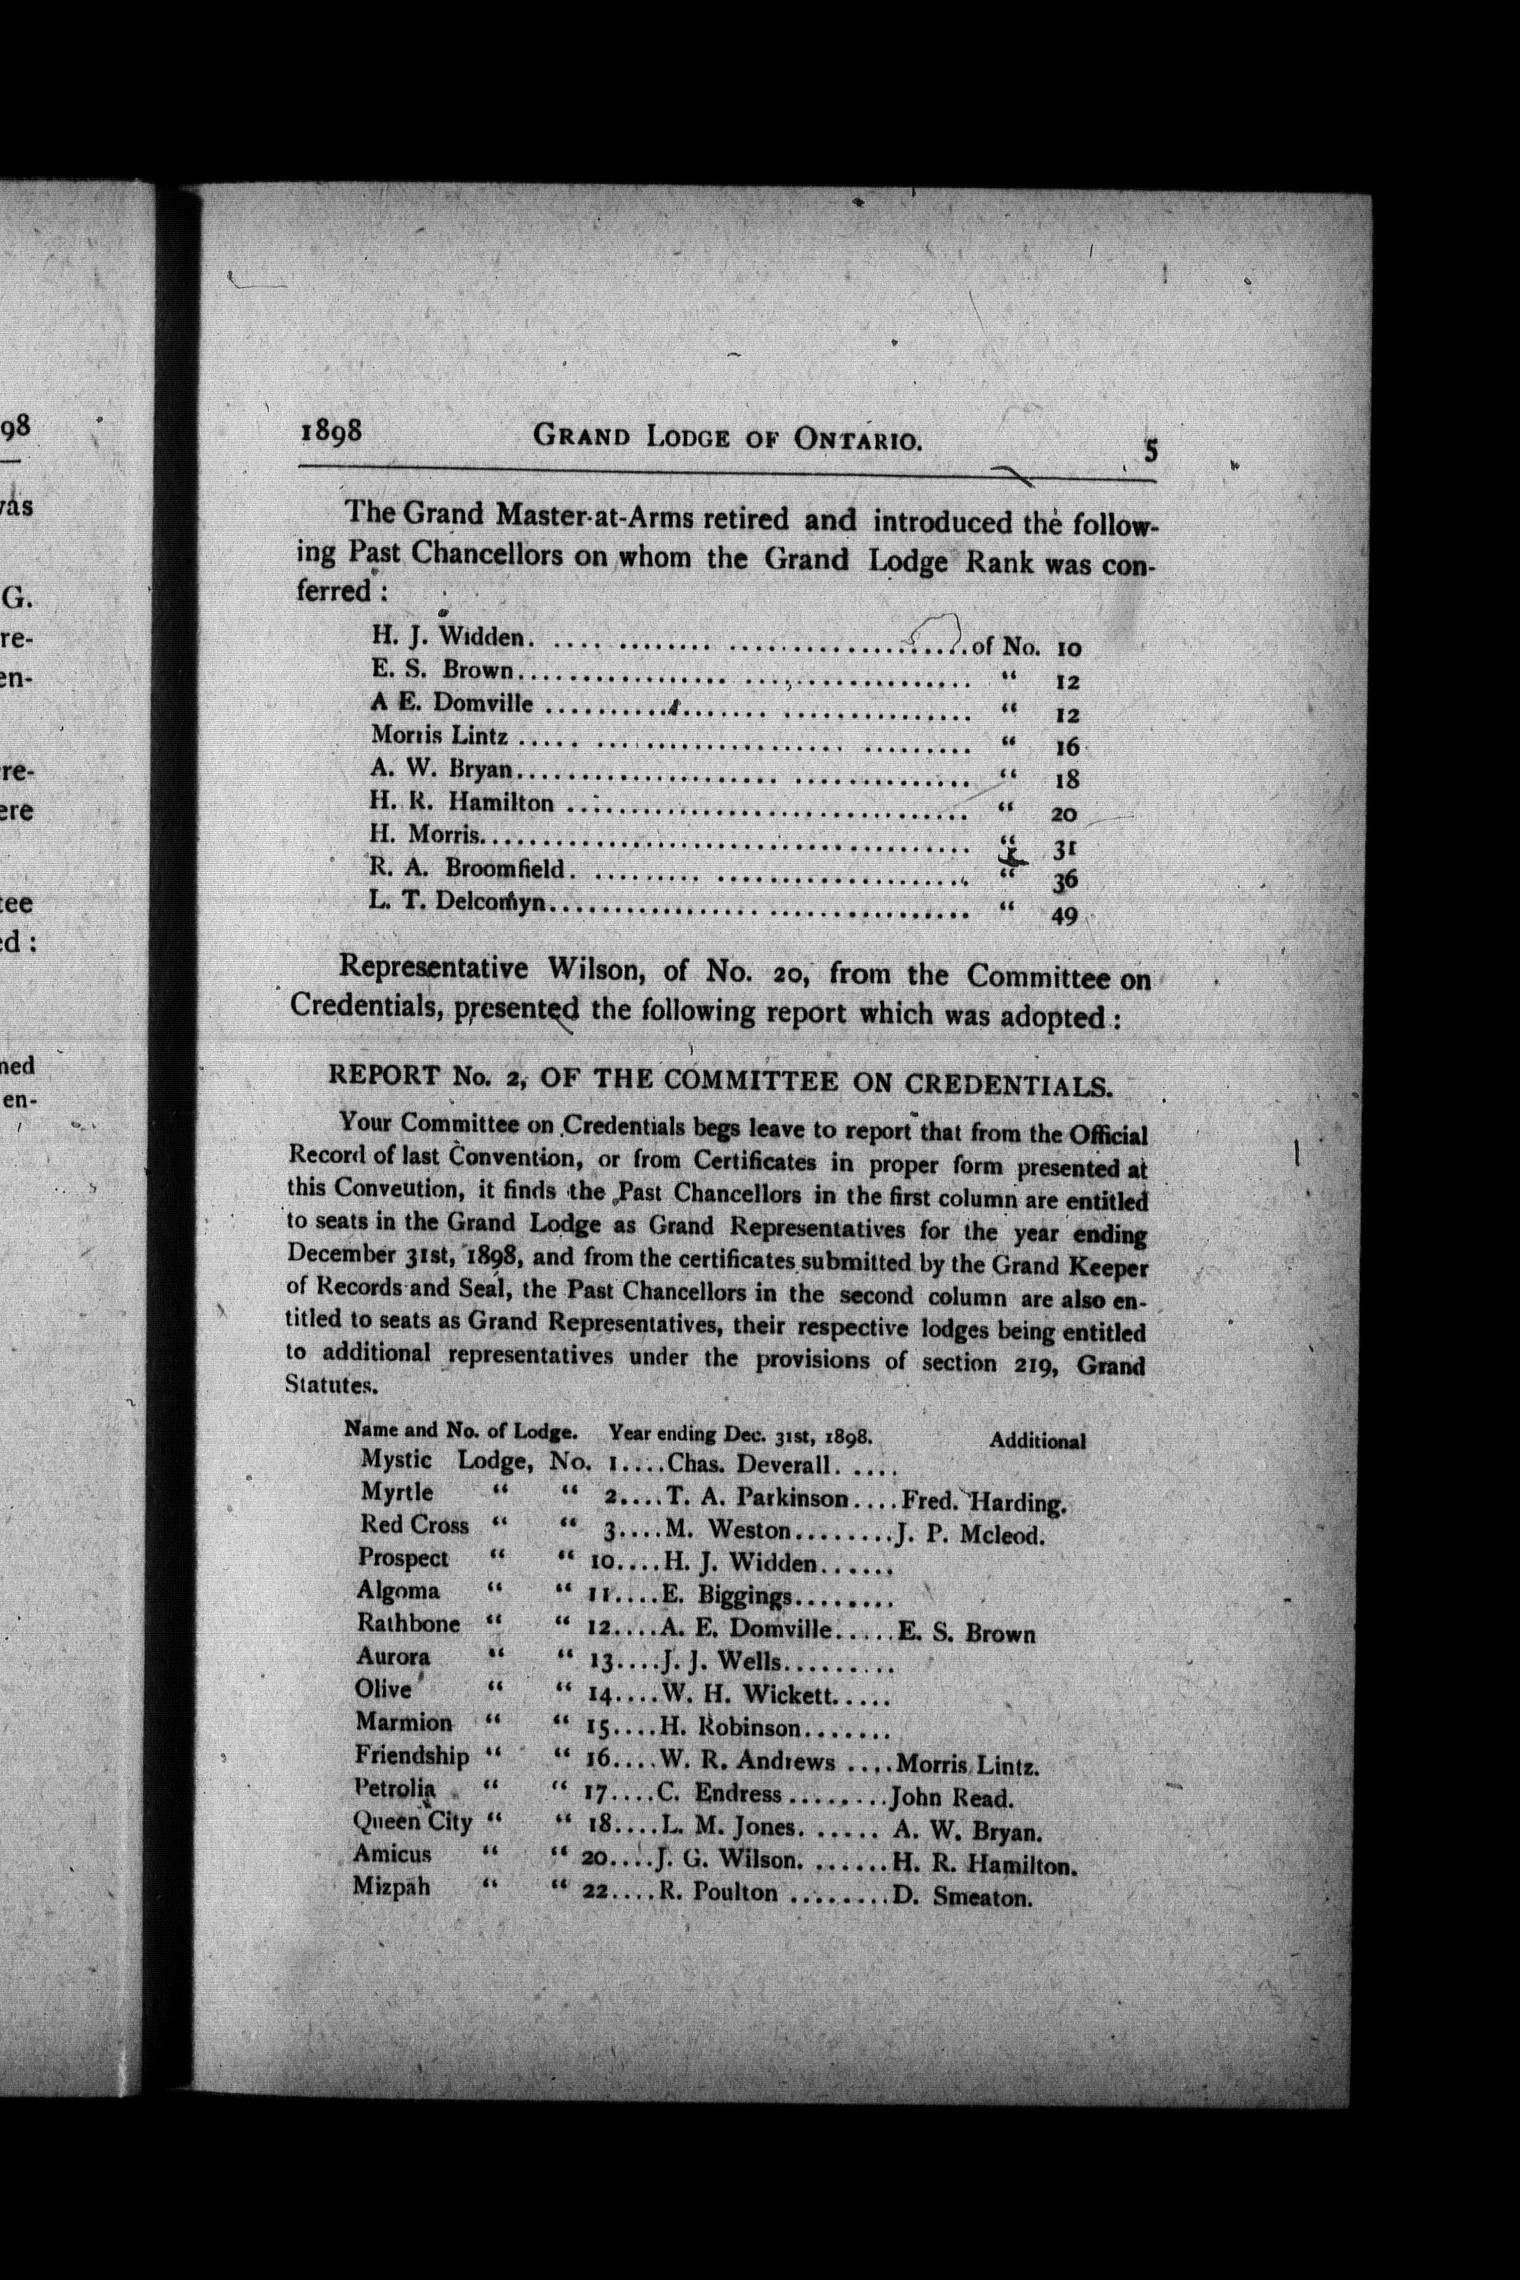 98
1898 GRAND LODGE OF ONTARIO. 5
The Grand Master-at-Arms retired and introduced the follow-
ing Past Chancellors on whom the Grand Lodge Rank was con-
ferred :
H. J. Widden. .... ......... ......................of No. 10
E. S. Brown.................. .................... " 12
A E. Domville ................... ................ " 12
Morris Lintz ..... ....................... ......... " 16
A. W. Bryan....................... ............... " 18
H. R. Hamilton ................................... " 20
H. Morris......................................... " 31
R. A. Broomfield. ......... ...................... " 36
L. T. Delcomyn.................. ................. " 49
Representative Wilson, of No. 20, from the Committee on
Credentials, presented the following report which was adopted :
REPORT No. 2, OF THE COMMITTEE ON CREDENTIALS.
Your Committee on Credentials begs leave to report that from the Official
Record of last Convention, or from Certificates in proper form presented at
this Conveution, it finds the Past Chancellors in the first column are entitled
to seats in the Grand Lodge as Grand Representatives for the year ending
December 31st, 1898, and from the certificates submitted by the Grand Keeper
of Records and Seal, the Past Chancellors in the second column are also en-
titled to seats as Grand Representatives, their respective lodges being entitled
to additional representatives under the provisions of section 219, Grand
Statutes.
Name and No. of Lodge. Year ending Dec. 31st, 1898. Additional
Mystic Lodge, No. 1....Chas. Deverall. ....
Myrtle " " 2....T. A. Parkinson....Fred. Harding.
Red Cross " " 3....M. Weston........J. P. Mcleod.
Prospect " " 10....H. J. Widden......
Algoma " " 11....E. Biggings........
Rathbone " " 12....A. E. Domville.....E. S. Brown
Aurora " " 13....J. J. Wells.........
Olive " " 14....W. H. Wickett.....
Marmion " " 15....H. Robinson.......
Friendship " " 16....W. R. Andrews ....Morris Lintz.
Petrolia " " 17....C. Endress ........John Read.
Queen City " " 18....L. M. Jones. ...... A. W. Bryan.
Amicus " " 20....J. G. Wilson. .......H. R. Hamilton.
Mizpah " " 22....R. Poulton ........D. Smeaton.